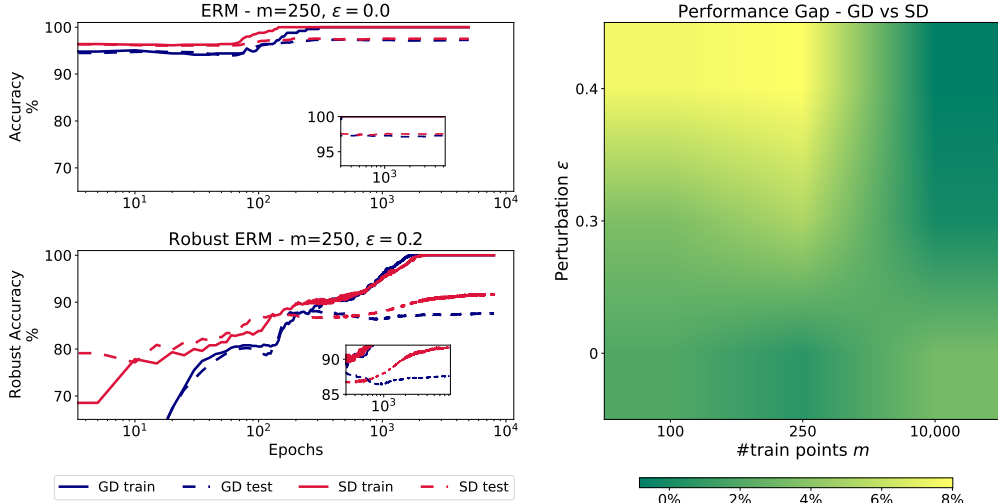 ERM - m=250, ε = 0.0
Accuracy
%
100
90
80
70
100
95
10³
10¹
10²
10³
10⁴
Robust ERM - m=250, ε = 0.2
Robust Accuracy
%
100
90
80
70
90
85
10³
10¹
10²
10³
10⁴
Epochs
GD train
GD test
SD train
SD test
Performance Gap - GD vs SD
Perturbation ε
0.4
0.3
0
100
250
10,000
#train points m
0%
2%
4%
6%
8%